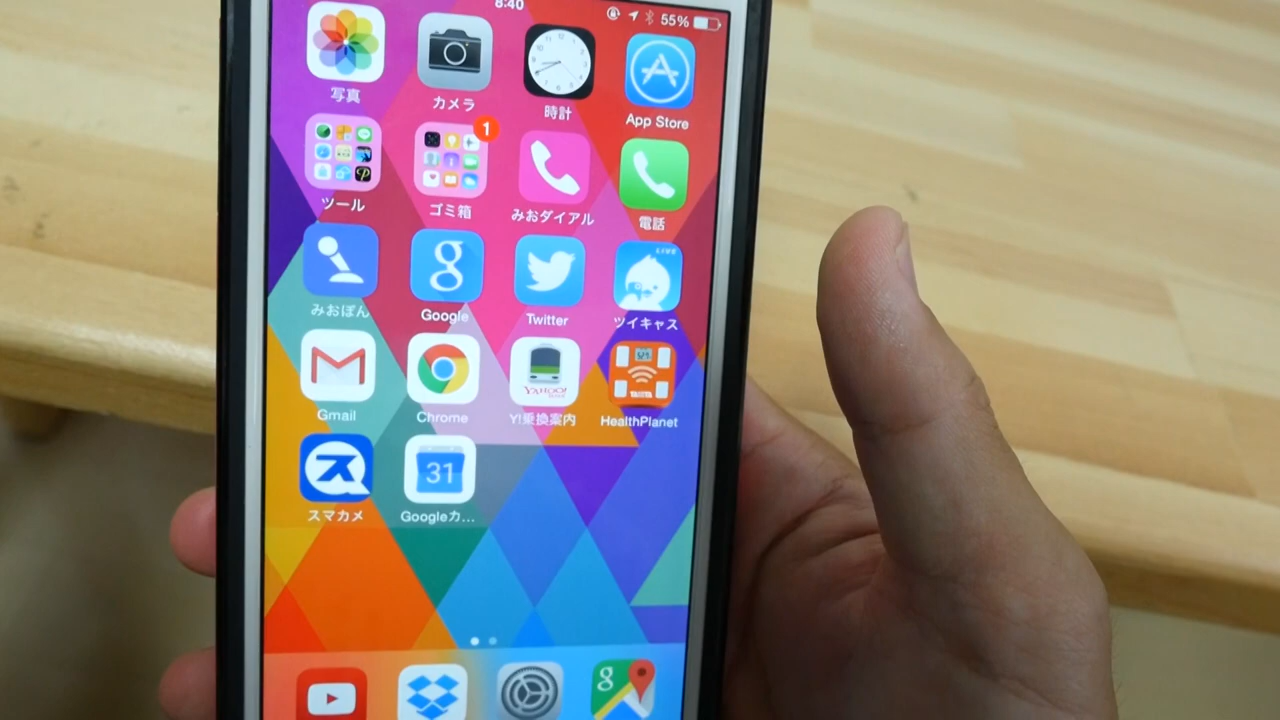 8:40
55%
写真
カメラ
時計
App Store
ツール
1
ゴミ箱
みおダイアル
電話
みおぽん
Google
Twitter
ツイキャス
YAHOO!
Gmail
Chrome
Y!乗換案内
HealthPlanet
31
スマカメ
Googleカ...